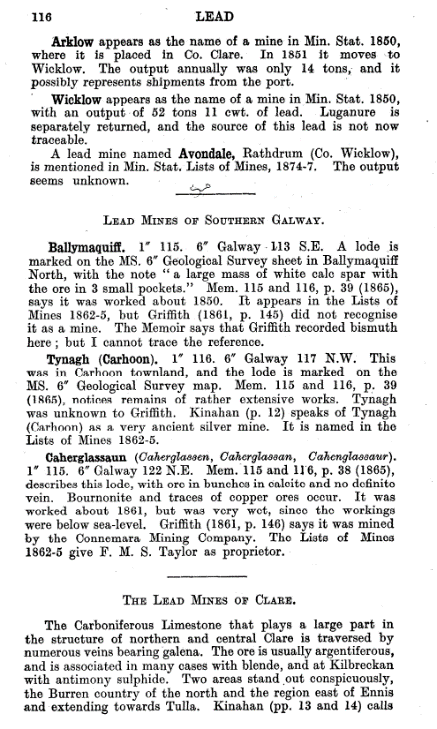 116 LEAD
Arklow appears as the name of a mine in Min. Stat. 1850,
where it is placed in Co. Clare. In 1851 it moves to
Wicklow. The output annually was only 14 tons, and it
possibly represents shipments from the port.
Wicklow appears as the name of a mine in Min. Stat. 1850,
with an output of 52 tons 11 cwt. of lead. Luganure is
separately returned, and the source of this lead is not now
traceable.
A lead mine named Avondale, Rathdrum (Co. Wicklow),
is mentioned in Min. Stat. Lists of Mines, 1874-7. The output
seems unknown.
LEAD MINES OF SOUTHERN GALWAY.
Ballymaquiff. 1″ 115. 6″ Galway 113 S.E. A lode is
marked on the MS. 6″ Geological Survey sheet in Ballymaquiff
North, with the note “ a large mass of white calc spar with
the ore in 3 small pockets.” Mem. 115 and 116, p. 39 (1865),
says it was worked about 1850. It appears in the Lists of
Mines 1862-5, but Griffith (1861, p. 145) did not recognise
it as a mine. The Memoir says that Griffith recorded bismuth
here ; but I cannot trace the reference.
Tynagh (Carhoon). 1″ 116. 6″ Galway 117 N.W. This
was in Carhoon townland, and the lode is marked on the
MS. 6″ Geological Survey map. Mem. 115 and 116, p. 39
(1865), notices remains of rather extensive works. Tynagh
was unknown to Griffith. Kinahan (p. 12) speaks of Tynagh
(Carhoon) as a very ancient silver mine. It is named in the
Lists of Mines 1862-5.
Caherglassaun (Caherglassen, Caherglassan, Cahenglassaur).
1″ 115. 6″ Galway 122 N.E. Mem. 115 and 116, p. 38 (1865),
describes this lode, with ore in bunches in calcite and no definite
vein. Bournonite and traces of copper ores occur. It was
worked about 1861, but was very wet, since the workings
were below sea-level. Griffith (1861, p. 146) says it was mined
by the Connemara Mining Company. The Lists of Mines
1862-5 give F. M. S. Taylor as proprietor.
THE LEAD MINES OF CLARE.
The Carboniferous Limestone that plays a large part in
the structure of northern and central Clare is traversed by
numerous veins bearing galena. The ore is usually argentiferous,
and is associated in many cases with blende, and at Kilbreckan
with antimony sulphide. Two areas stand out conspicuously,
the Burren country of the north and the region east of Ennis
and extending towards Tulla. Kinahan (pp. 13 and 14) calls